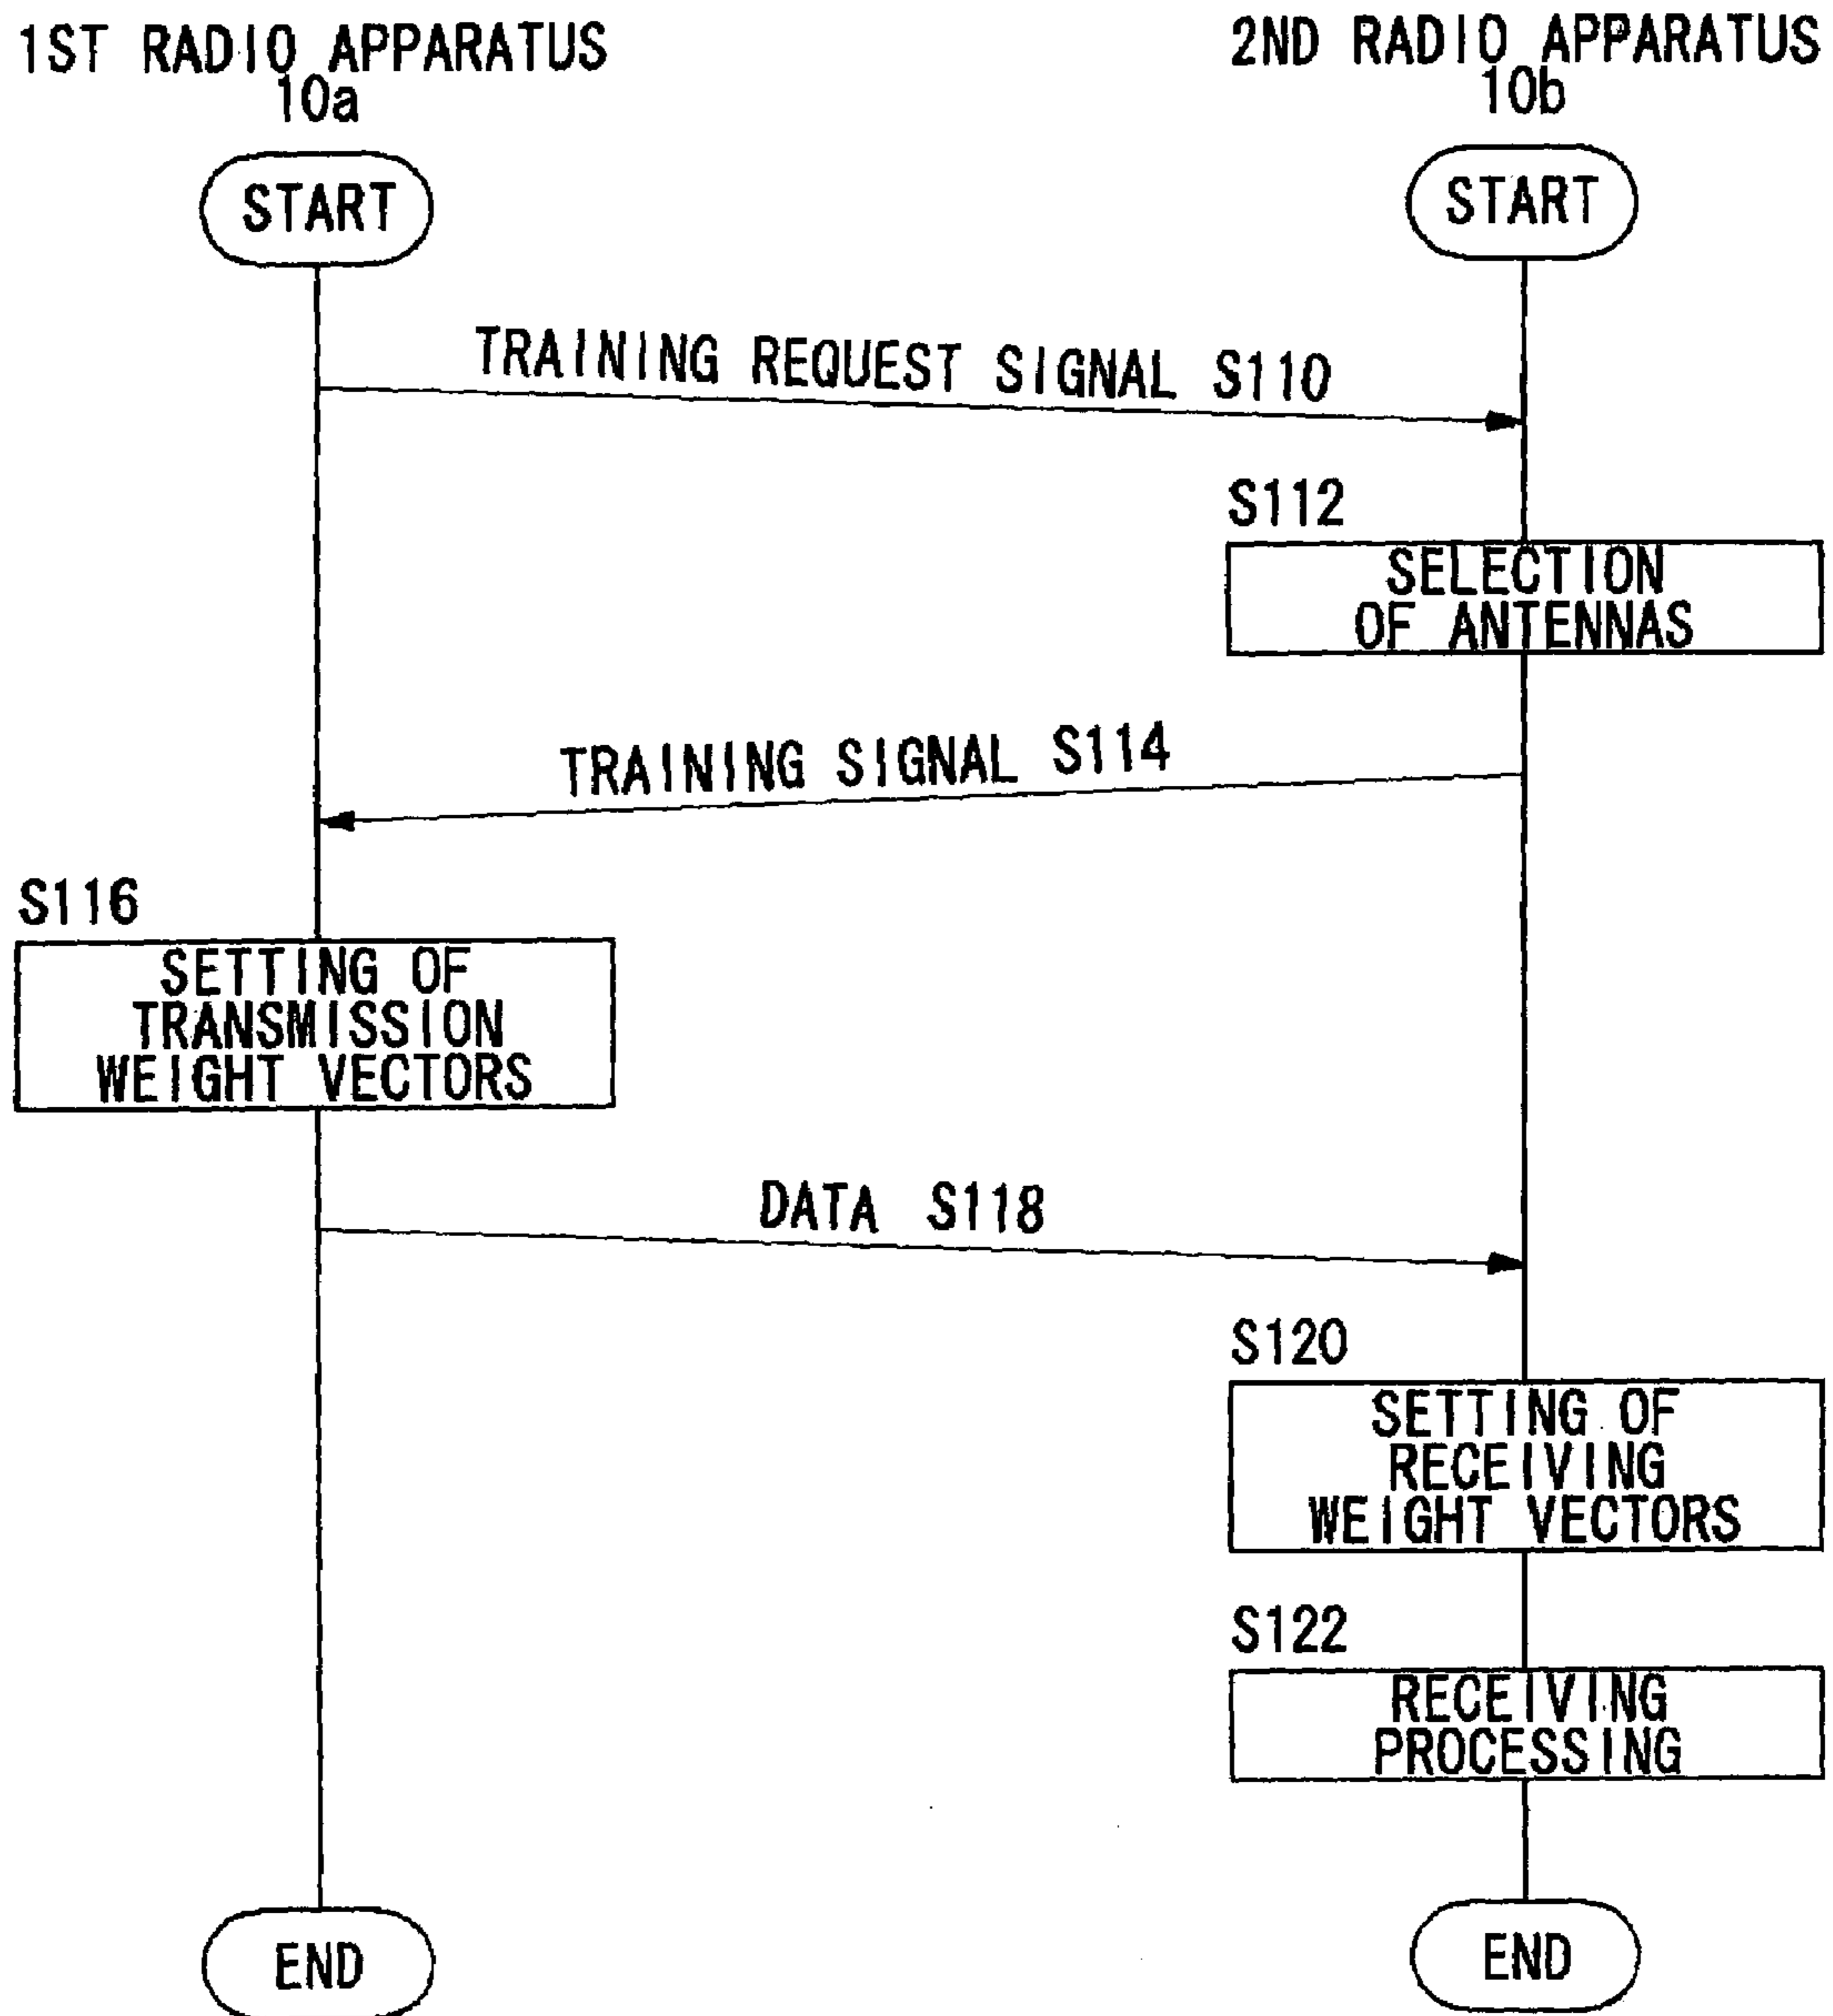 1ST RADIO APPARATUS
10a
2ND RADIO APPARATUS
10b
START
START
TRAINING REQUEST SIGNAL S110
S112
SELECTION
OF ANTENNAS
TRAINING SIGNAL S114
S116
SETTING OF
TRANSMISSION
WEIGHT VECTORS
DATA S118
S120
SETTING OF
RECEIVING
WEIGHT VECTORS
S122
RECEIVING
PROCESSING
END
END